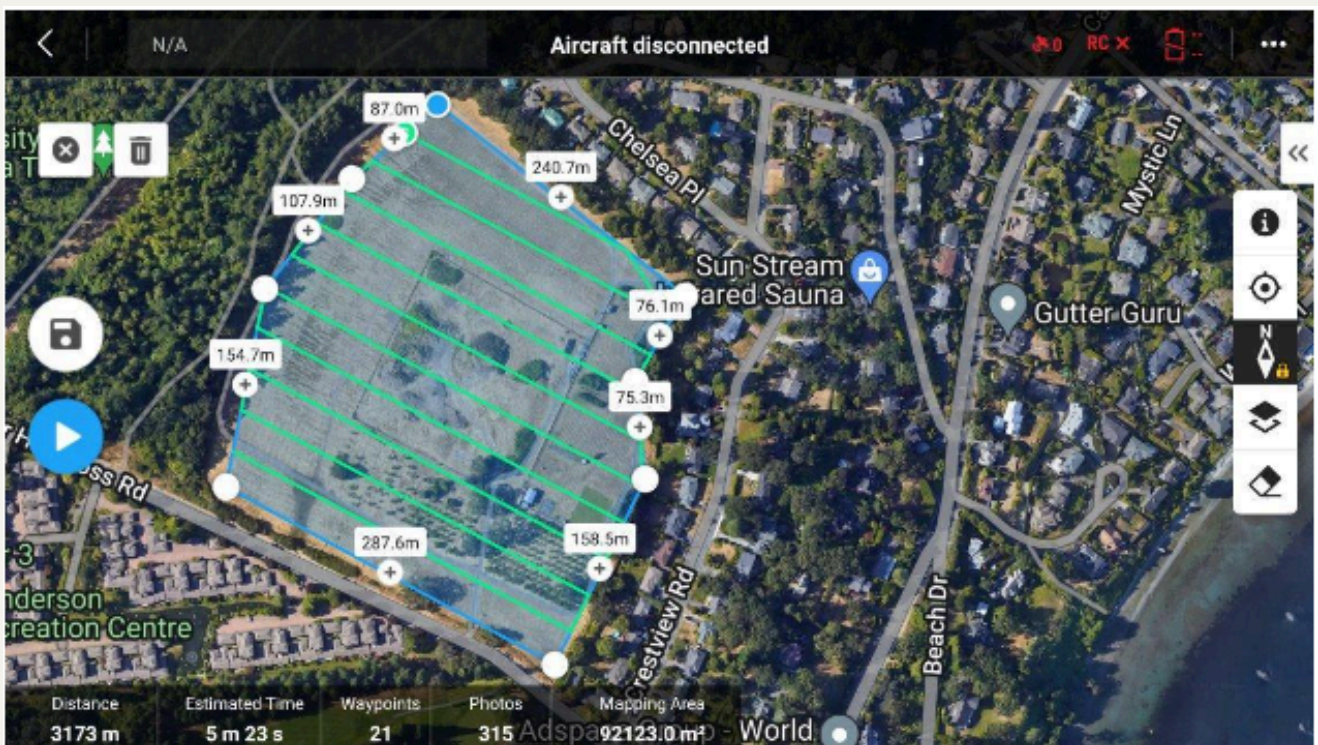 N/A
Aircraft disconnected
0
RC ×
N
87.0m
240.7m
107.9m
76.1m
154.7m
75.3m
287.6m
158.5m
Chelsea Pl
Mystic Ln
Sun Stream
ared Sauna
Gutter Guru
oss Rd
nderson
creation Centre
Crestview Rd
Beach Dr
Distance
3173 m
Estimated Time
5 m 23 s
Waypoints
21
Photos
315
Mapping Area
92123.0 m²
World